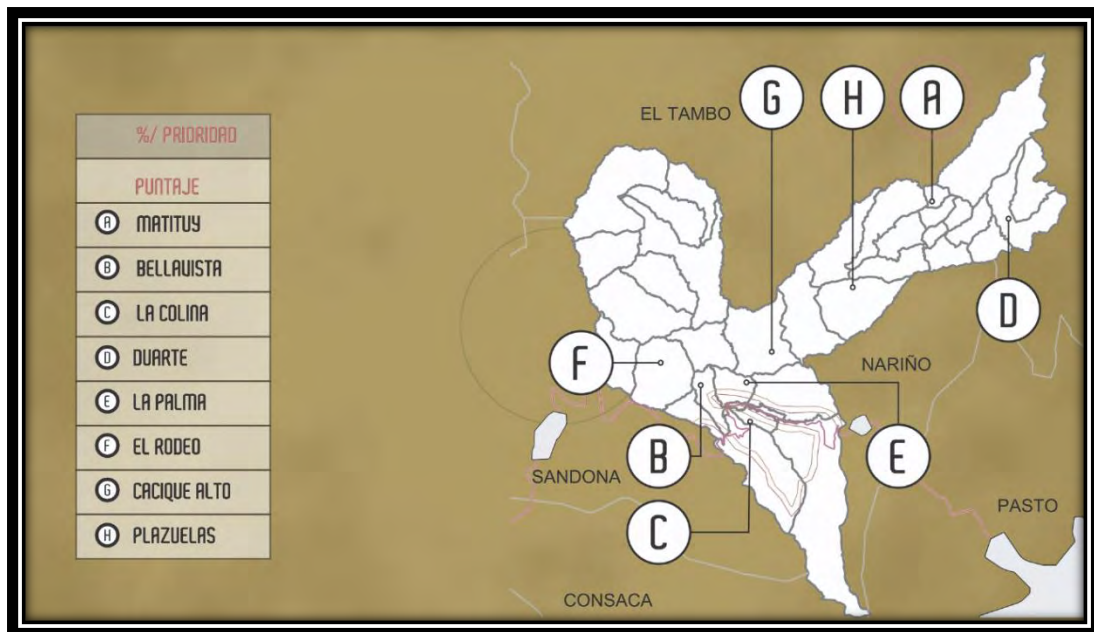 %/ PRIORIDAD
PUNTAJE
A MATITUY
B BELLAVISTA
C LA COLINA
D DUARTE
E LA PALMA
F EL RODEO
G CACIQUE ALTO
H PLAZUELAS
EL TAMBO
G
H
A
D
F
NARIÑO
B
E
SANDONA
C
PASTO
CONSACA